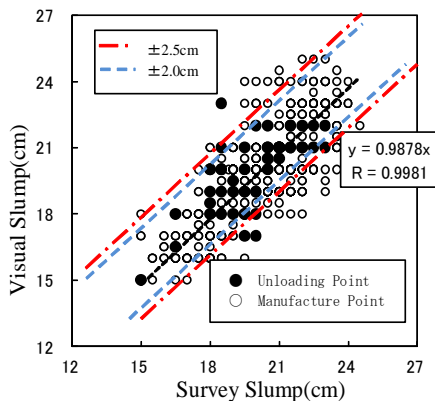 27
24
21
18
15
12
Visual Slump(cm)
±2.5cm
±2.0cm
y = 0.9878x
R = 0.9981
Unloading Point
Manufacture Point
12 15 18 21 24 27
Survey Slump(cm)